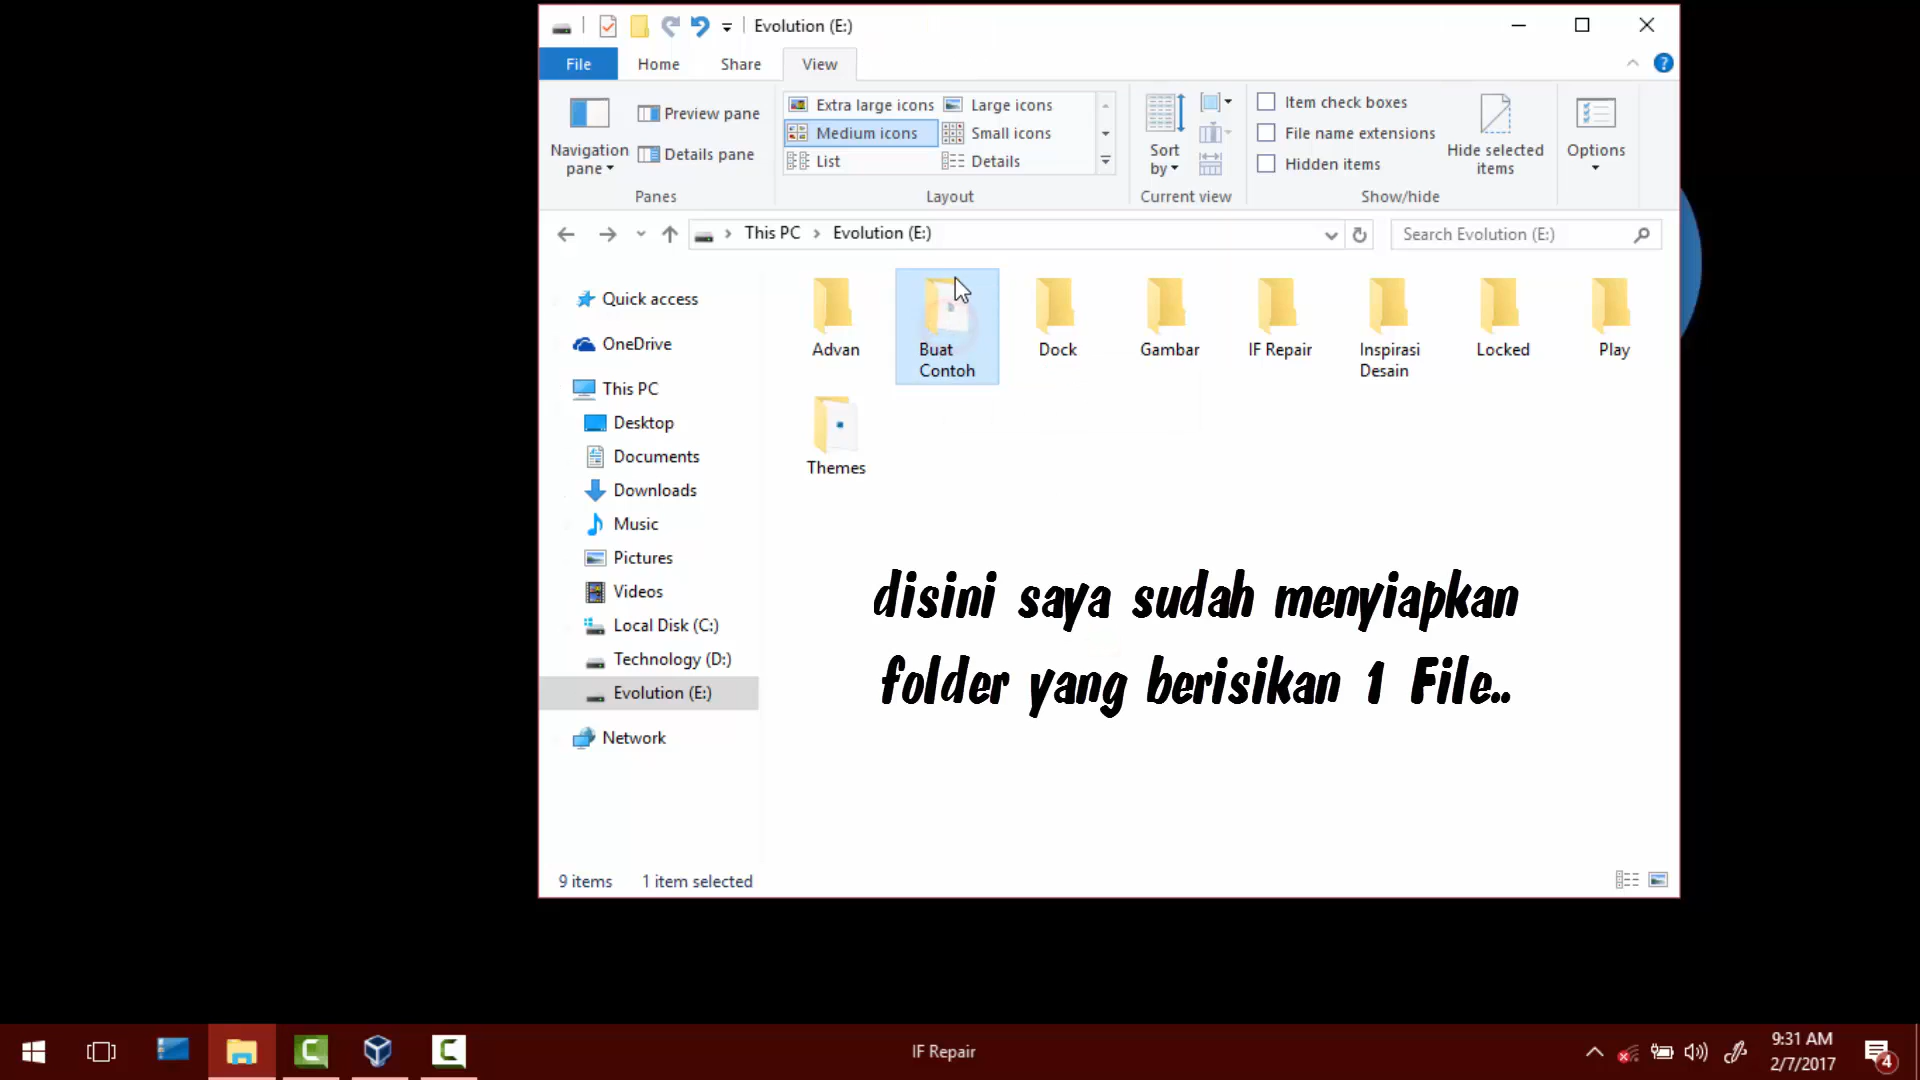 Evolution (E:)
File Home Share View
Navigation pane
Preview pane
Details pane
Panes
Extra large icons Large icons
Medium icons Small icons
List Details
Layout
Sort by
Current view
Item check boxes
File name extensions
Hidden items
Hide selected items
Show/hide
Options
This PC Evolution (E:)
Search Evolution (E:)
Quick access
OneDrive
This PC
Desktop
Documents
Downloads
Music
Pictures
Videos
Local Disk (C:)
Technology (D:)
Evolution (E:)
Network
Advan
Buat Contoh
Dock
Gambar
IF Repair
Inspirasi Desain
Locked
Play
Themes
disini saya sudah menyiapkan
folder yang berisikan 1 File..
9 items 1 item selected
IF Repair
9:31 AM
2/7/2017
4